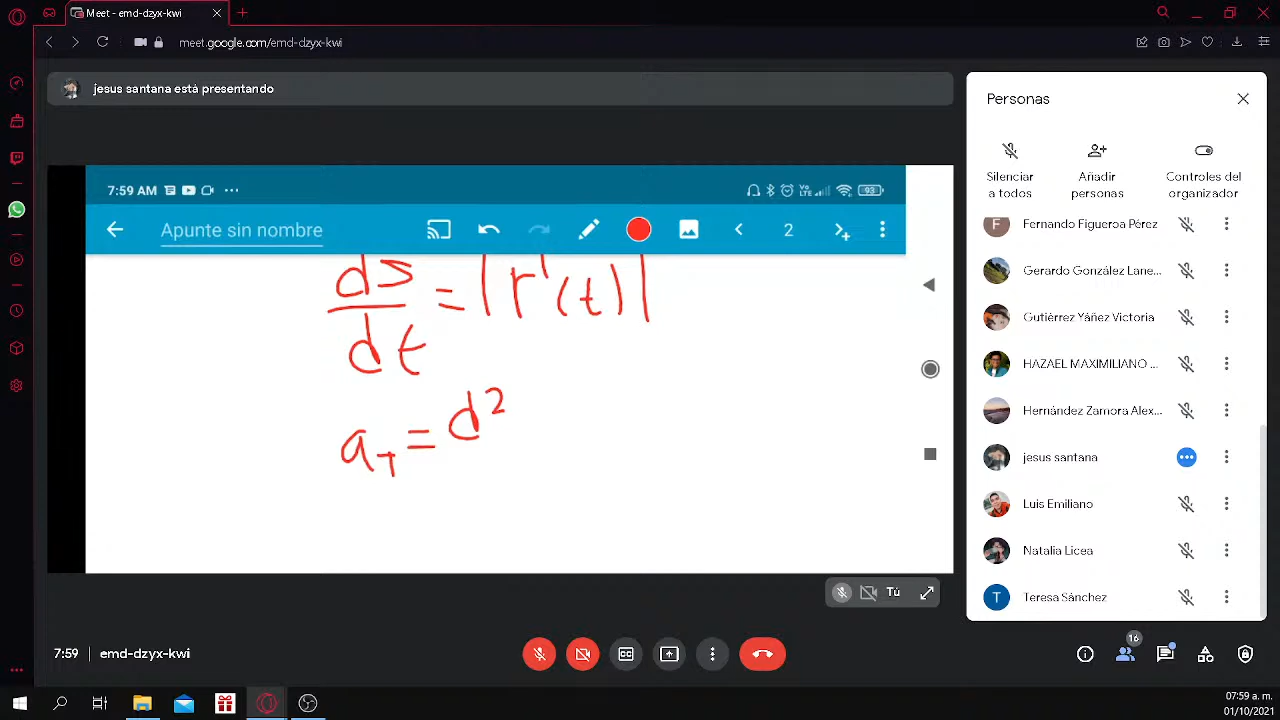 Meet - emd-dzyx-kwi
meet.google.com/emd-dzyx-kwi
jesus santana está presentando
7:59 AM
Vo
LTE
93
Apunte sin nombre
2
ds
dt
= |r'(t)|
a_T = d²
Tú
Personas
Silenciar
a todos
Añadir
personas
Controles del
organizador
F
Fernando Figueroa Pérez
Gerardo González Lane...
Gutiérrez Yáñez Victoria
HAZAEL MAXIMILIANO ...
Hernández Zamora Alex...
jesus santana
Luis Emiliano
Natalia Licea
T
Teresa Sánchez
7:59 | emd-dzyx-kwi
16
07:59 a. m.
01/10/2021